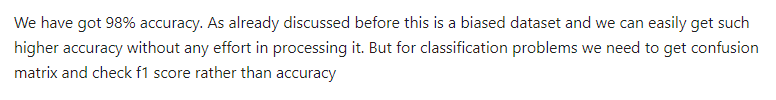 We have got 98% accuracy. As already discussed before this is a biased dataset and we can easily get such
higher accuracy without any effort in processing it. But for classification problems we need to get confusion
matrix and check f1 score rather than accuracy